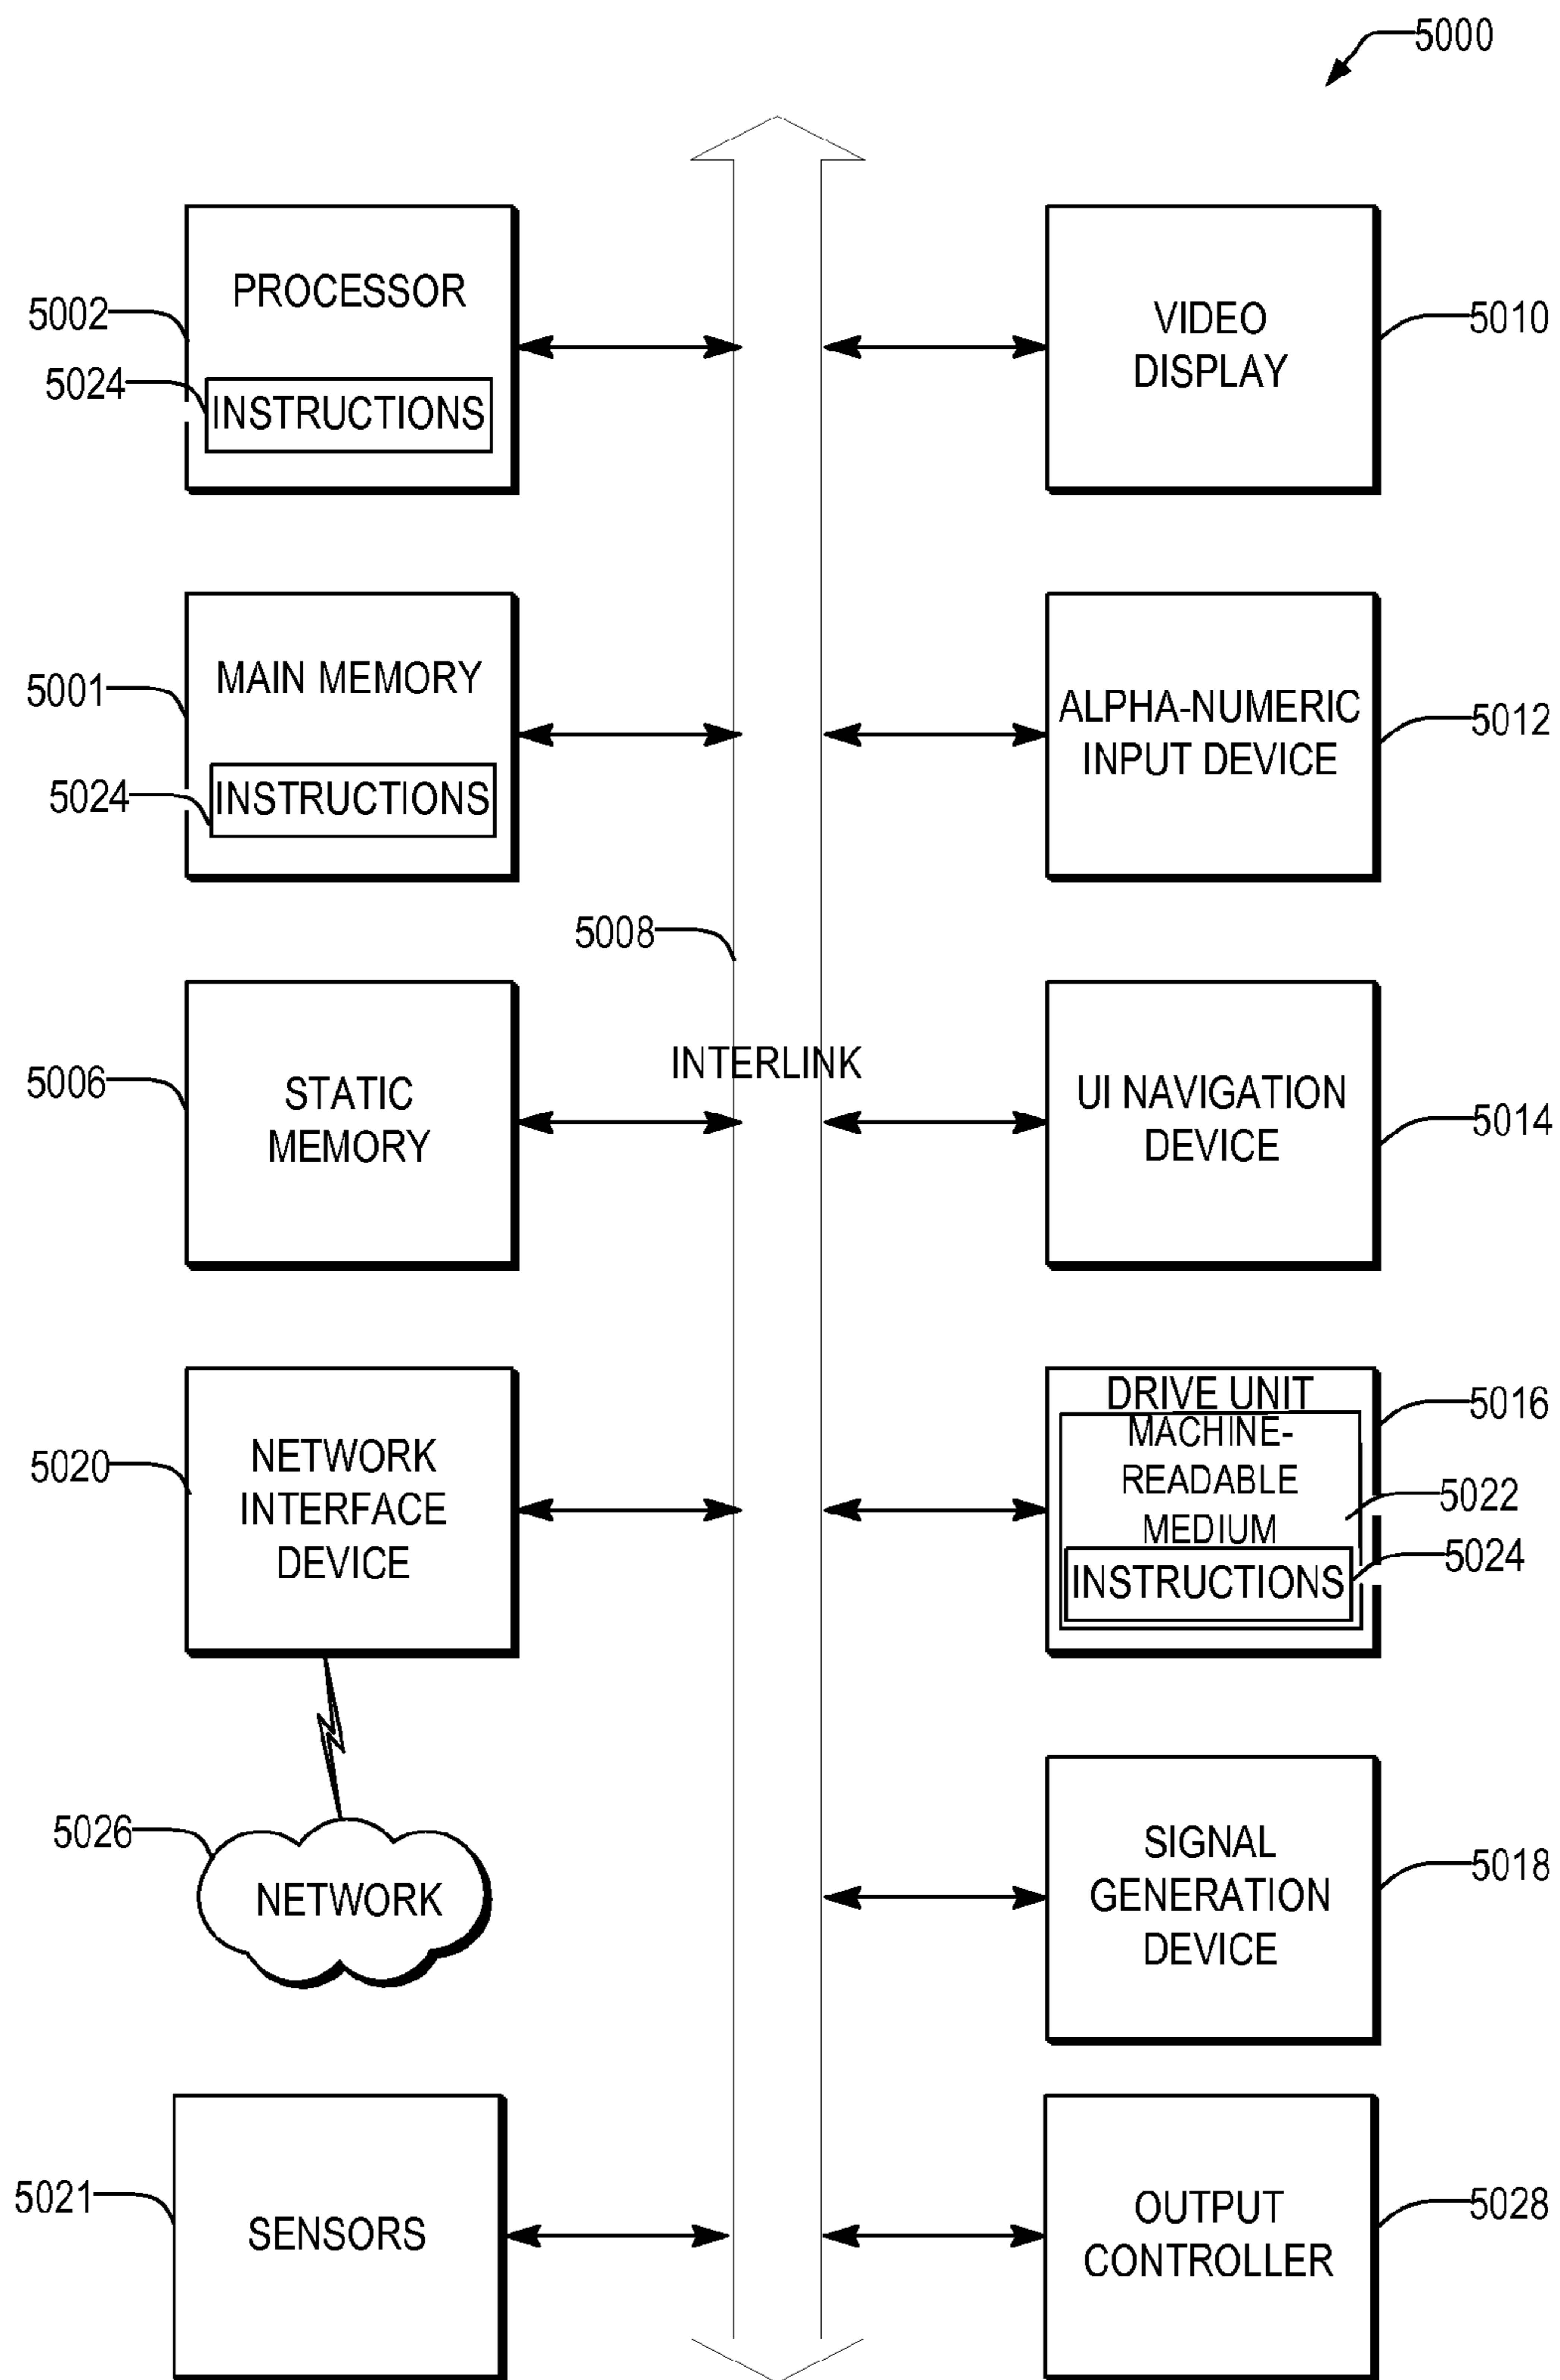 5000
PROCESSOR
5002
5024
INSTRUCTIONS
VIDEO
DISPLAY
5010
MAIN MEMORY
5001
5024
INSTRUCTIONS
ALPHA-NUMERIC
INPUT DEVICE
5012
5008
INTERLINK
5006
STATIC
MEMORY
UI NAVIGATION
DEVICE
5014
5020
NETWORK
INTERFACE
DEVICE
DRIVE UNIT
5016
MACHINE-
READABLE
MEDIUM
5022
INSTRUCTIONS
5024
5026
NETWORK
SIGNAL
GENERATION
DEVICE
5018
5021
SENSORS
OUTPUT
CONTROLLER
5028